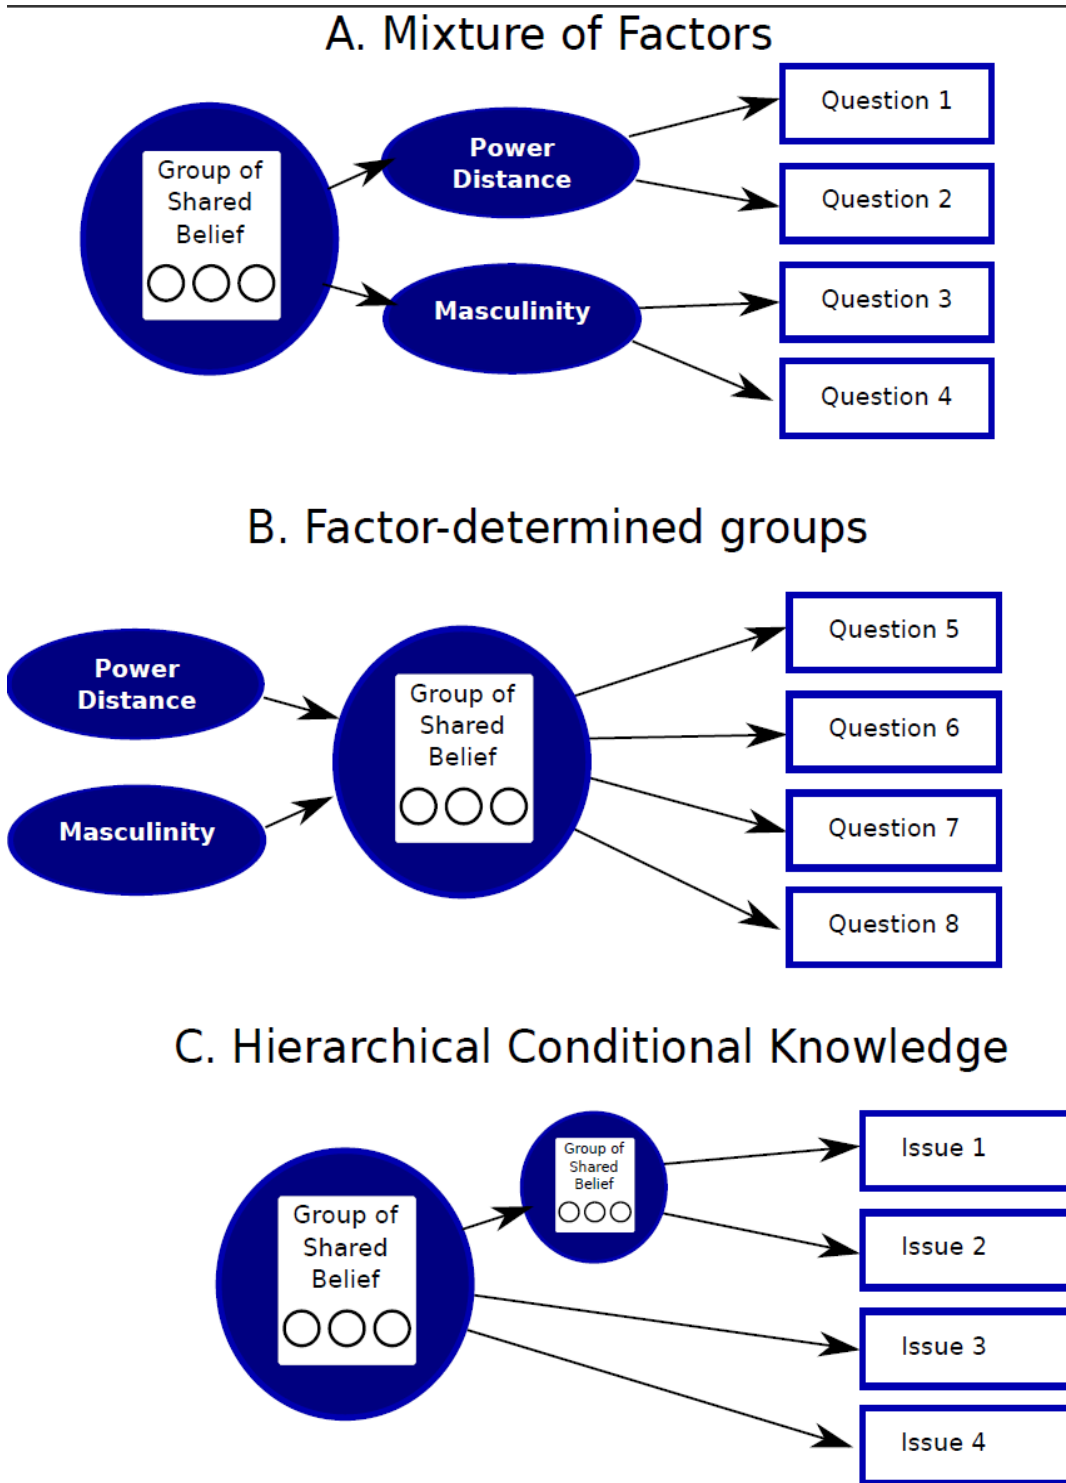 A. Mixture of Factors
Group of
Shared
Belief
Power
Distance
Masculinity
Question 1
Question 2
Question 3
Question 4
B. Factor-determined groups
Power
Distance
Masculinity
Group of
Shared
Belief
Question 5
Question 6
Question 7
Question 8
C. Hierarchical Conditional Knowledge
Group of
Shared
Belief
Group of
Shared
Belief
Issue 1
Issue 2
Issue 3
Issue 4